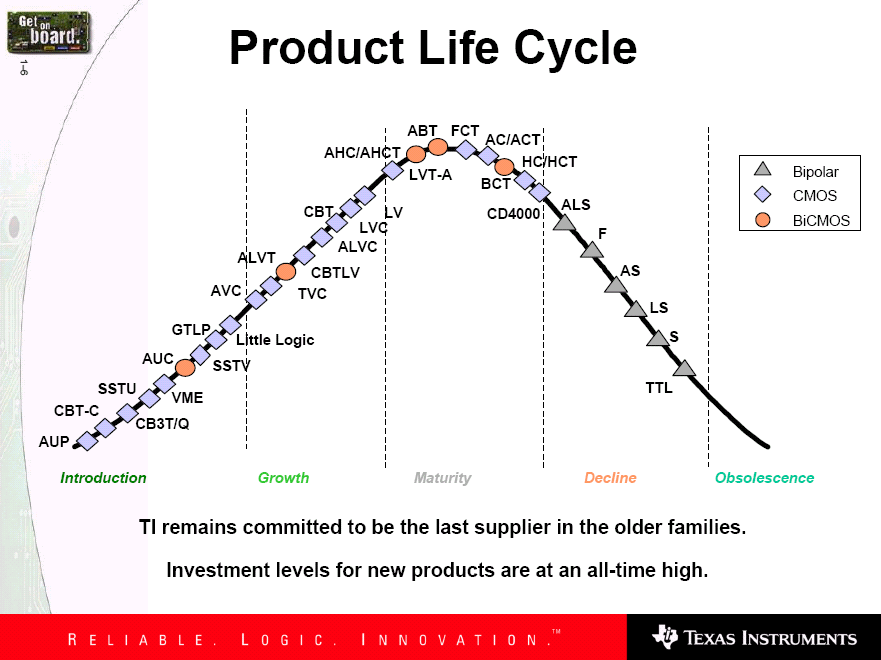 Get on board.
1–6
Product Life Cycle
ABT
FCT
AC/ACT
AHC/AHCT
HC/HCT
LVT-A
BCT
CBT
LV
CD4000
ALS
LVC
F
ALVC
ALVT
CBTLV
AS
AVC
TVC
LS
GTLP
Little Logic
S
AUC
SSTV
TTL
SSTU
VME
CBT-C
CB3T/Q
AUP
Bipolar
CMOS
BiCMOS
Introduction
Growth
Maturity
Decline
Obsolescence
TI remains committed to be the last supplier in the older families.
Investment levels for new products are at an all-time high.
RELIABLE. LOGIC. INNOVATION.™
TEXAS INSTRUMENTS